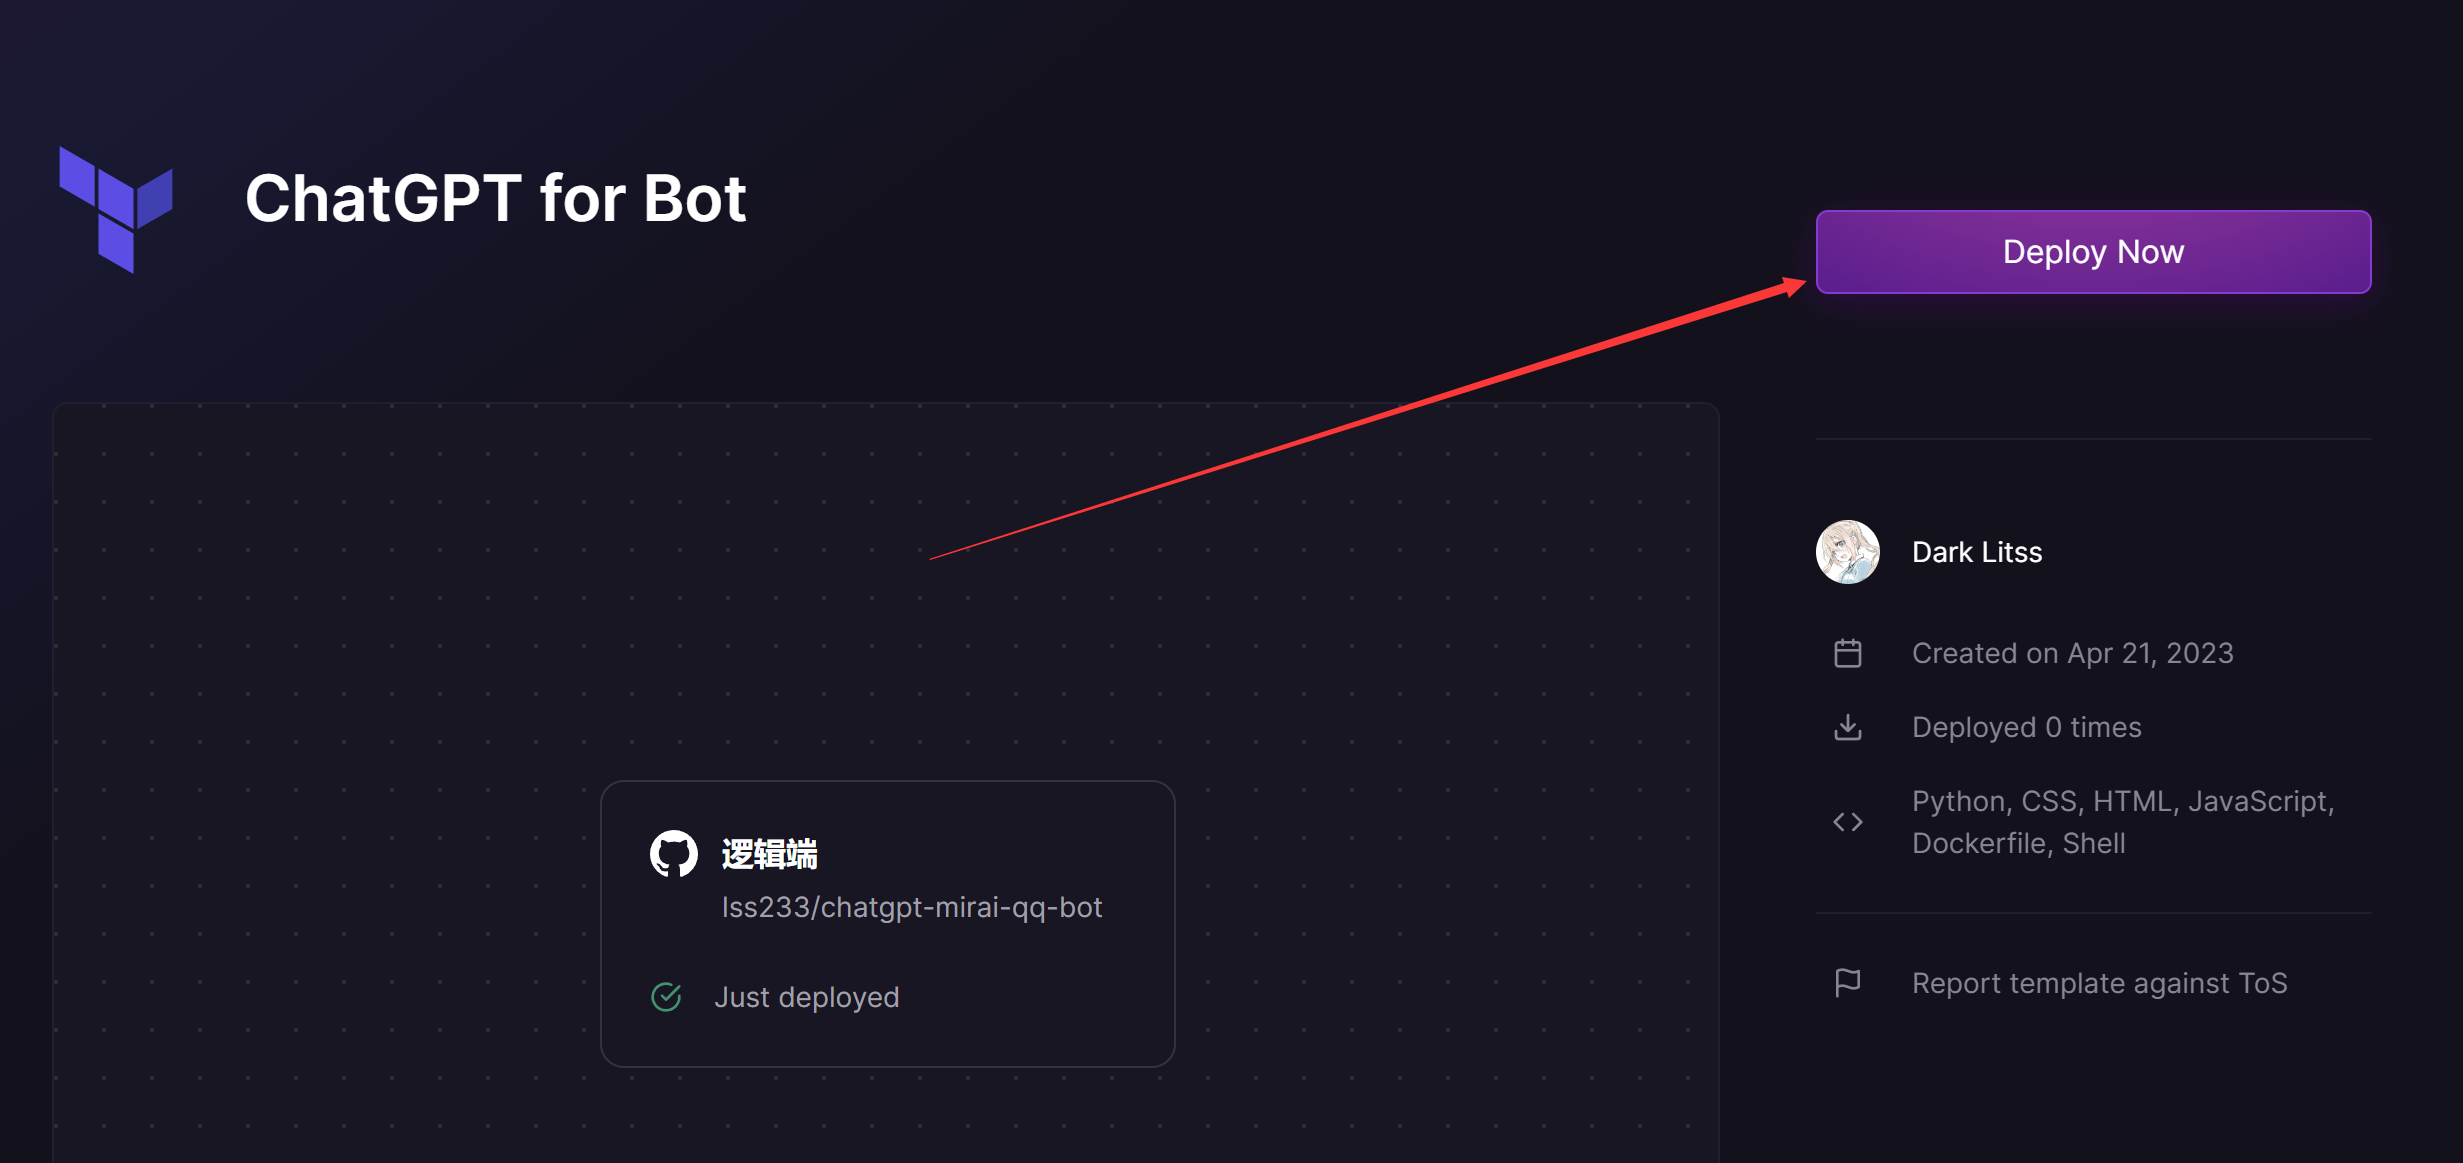 ChatGPT for Bot
Deploy Now
Dark Litss
Created on Apr 21, 2023
Deployed 0 times
Python, CSS, HTML, JavaScript,
Dockerfile, Shell
Report template against ToS
逻辑端
lss233/chatgpt-mirai-qq-bot
Just deployed